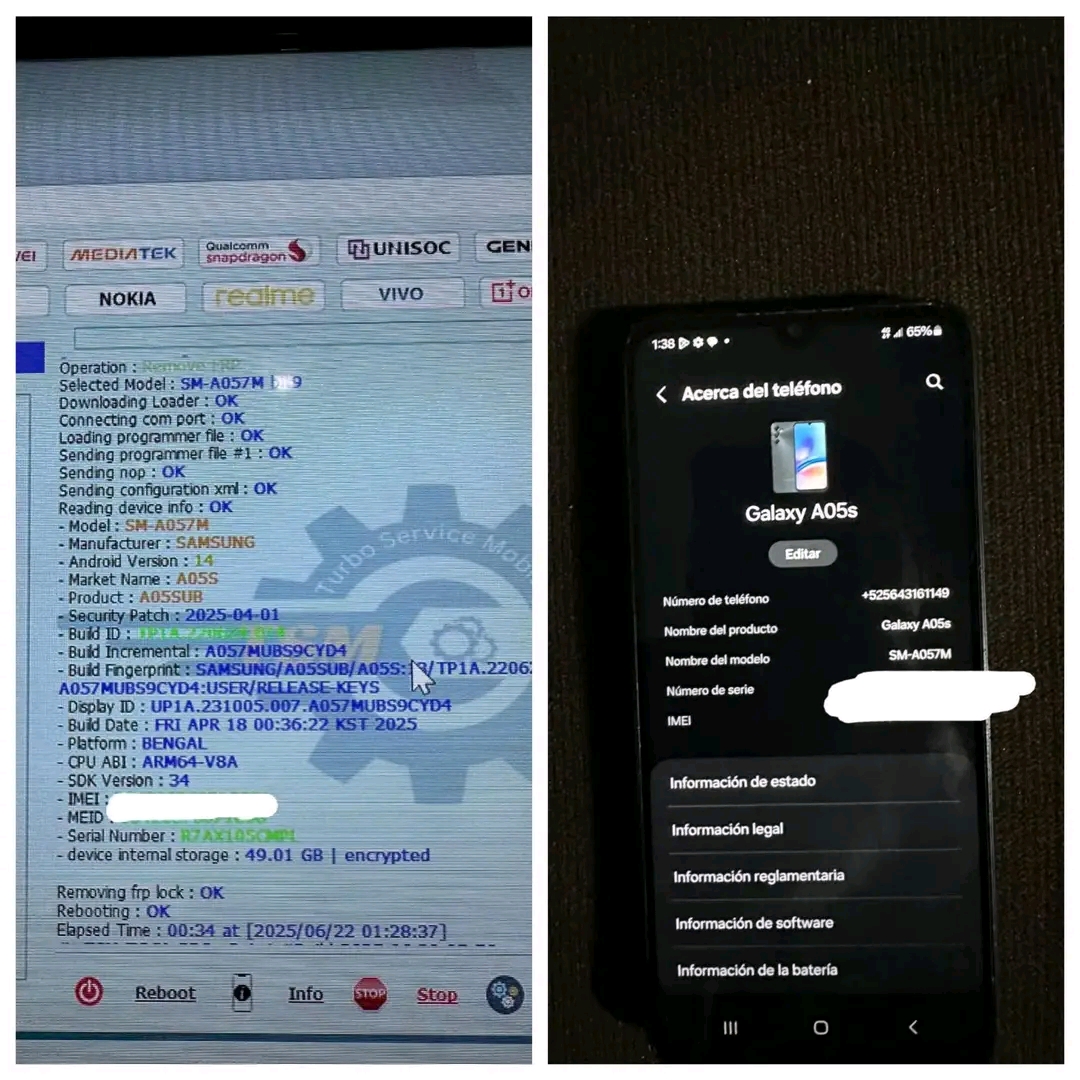 MEDIATEK
Qualcomm
snapdragon
UNISOC
GEN
NOKIA
realme
VIVO
Operation : Remove FRP
Selected Model : SM-A057M
Downloading Loader : OK
Connecting com port : OK
Loading programmer file : OK
Sending programmer file #1 : OK
Sending nop : OK
Sending configuration xml : OK
Reading device info : OK
- Model : SM-A057M
- Manufacturer : SAMSUNG
- Android Version : 14
- Market Name : A05S
- Product : A05SUB
- Security Patch : 2025-04-01
- Build ID :
- Build Incremental : A057MUBS9CYD4
- Build Fingerprint : SAMSUNG/A05SUB/A05S:13/TP1A.2206
A057MUBS9CYD4:USER/RELEASE-KEYS
- Display ID : UP1A.231005.007.A057MUBS9CYD4
- Build Date : FRI APR 18 00:36:22 KST 2025
- Platform : BENGAL
- CPU ABI : ARM64-V8A
- SDK Version : 34
- IMEI :
- MEID
- Serial Number :
- device internal storage : 49.01 GB | encrypted
Removing frp lock : OK
Rebooting : OK
Elapsed Time : 00:34 at [2025/06/22 01:28:37]
Turbo Service Mobi
Reboot
Info
STOP
Stop
1:38
65%
Acerca del teléfono
Galaxy A05s
Editar
Número de teléfono +525643161149
Nombre del producto Galaxy A05s
Nombre del modelo SM-A057M
Número de serie
IMEI
Información de estado
Información legal
Información reglamentaria
Información de software
Información de la batería